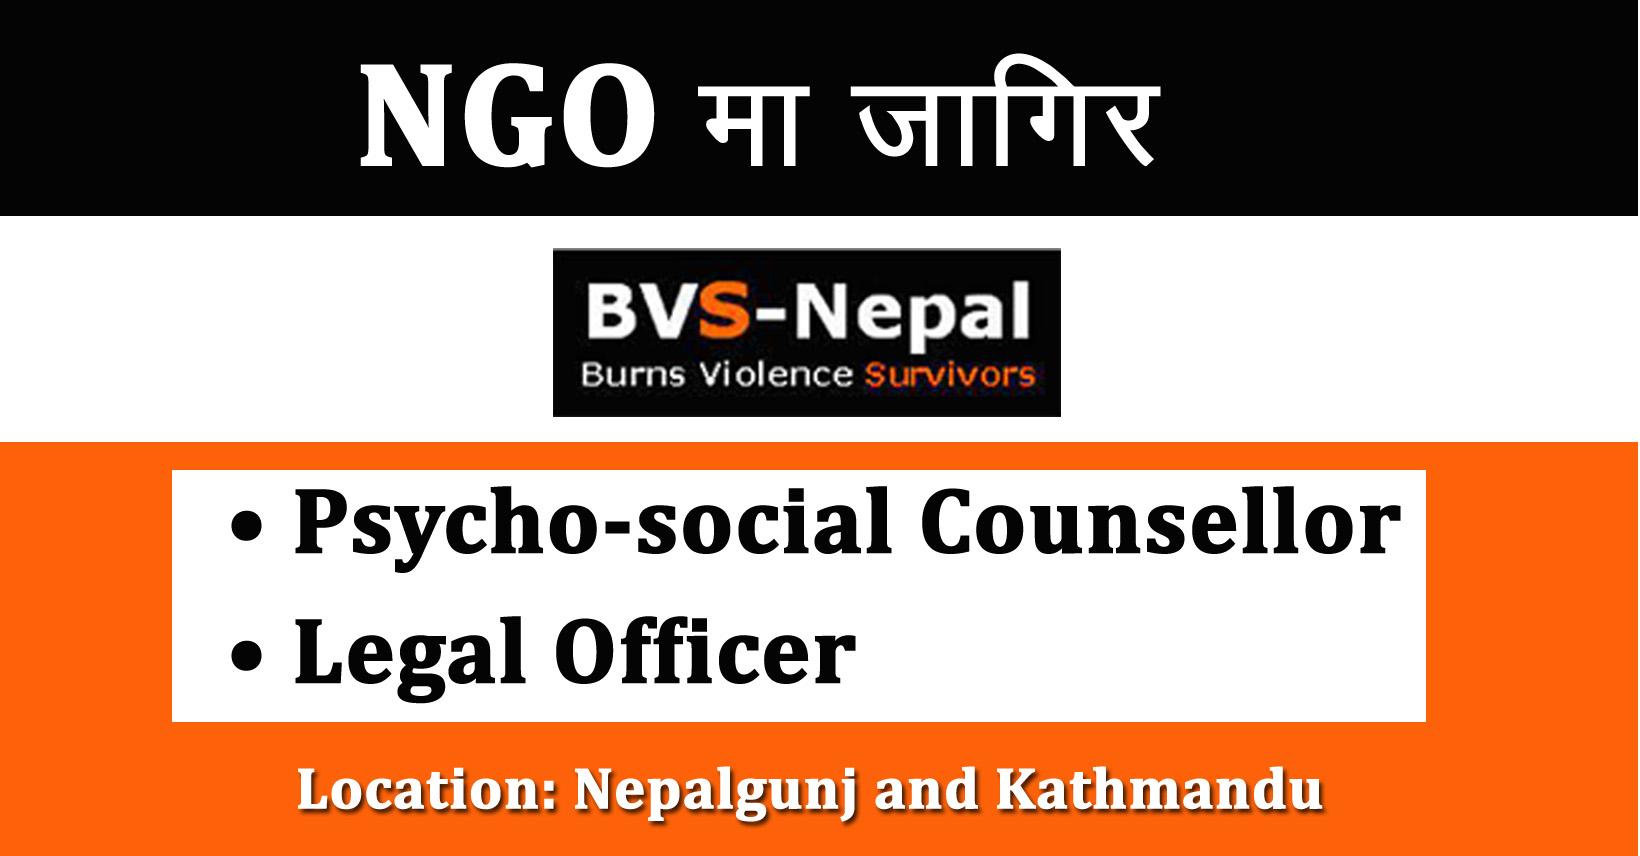 NGO मा जागिर
BVS-Nepal
Burns Violence Survivors
• Psycho-social Counsellor
• Legal Officer
Location: Nepalgunj and Kathmandu